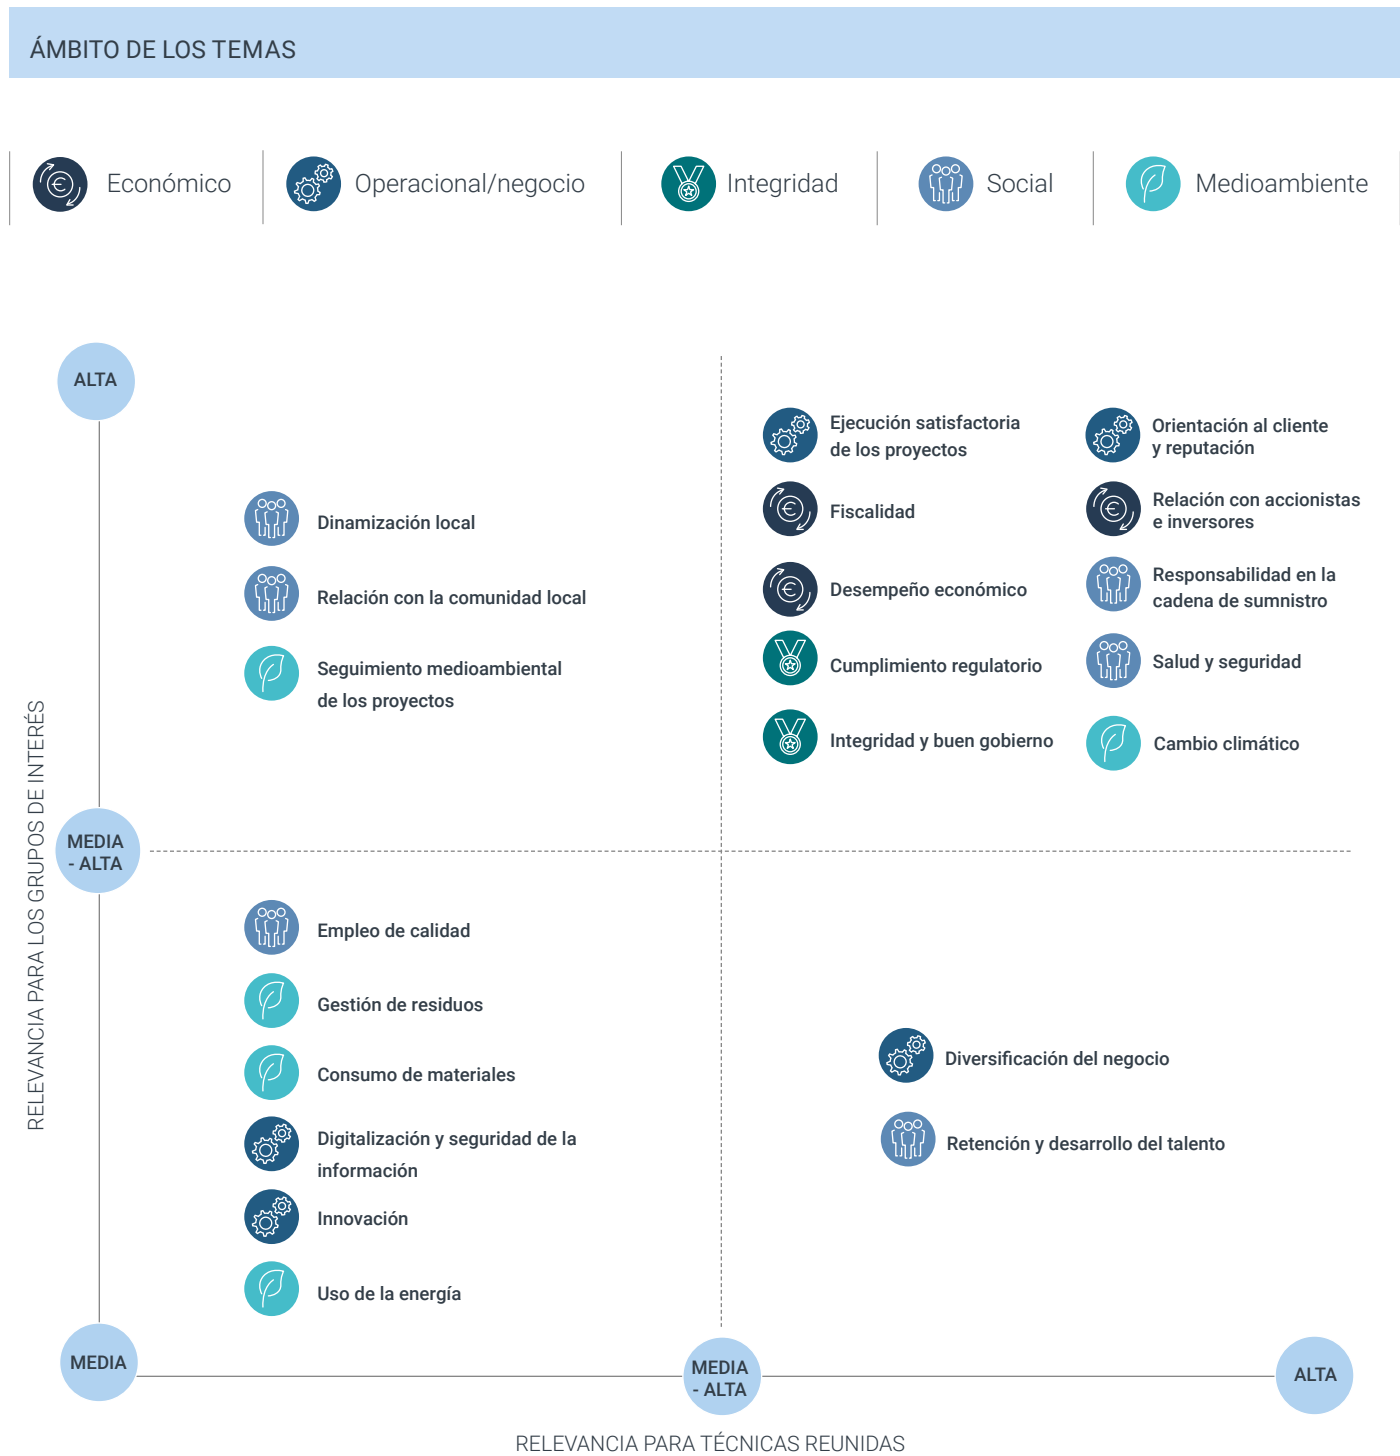 ÁMBITO DE LOS TEMAS
Económico
Operacional/negocio
Integridad
Social
Medioambiente
RELEVANCIA PARA LOS GRUPOS DE INTERÉS
ALTA
Dinamización local
Relación con la comunidad local
Seguimiento medioambiental
de los proyectos
Ejecución satisfactoria
de los proyectos
Fiscalidad
Desempeño económico
Cumplimiento regulatorio
Integridad y buen gobierno
Orientación al cliente
y reputación
Relación con accionistas
e inversores
Responsabilidad en la
cadena de sumnistro
Salud y seguridad
Cambio climático
MEDIA
- ALTA
Empleo de calidad
Gestión de residuos
Consumo de materiales
Digitalización y seguridad de la
información
Innovación
Uso de la energía
Diversificación del negocio
Retención y desarrollo del talento
MEDIA
MEDIA
- ALTA
ALTA
RELEVANCIA PARA TÉCNICAS REUNIDAS